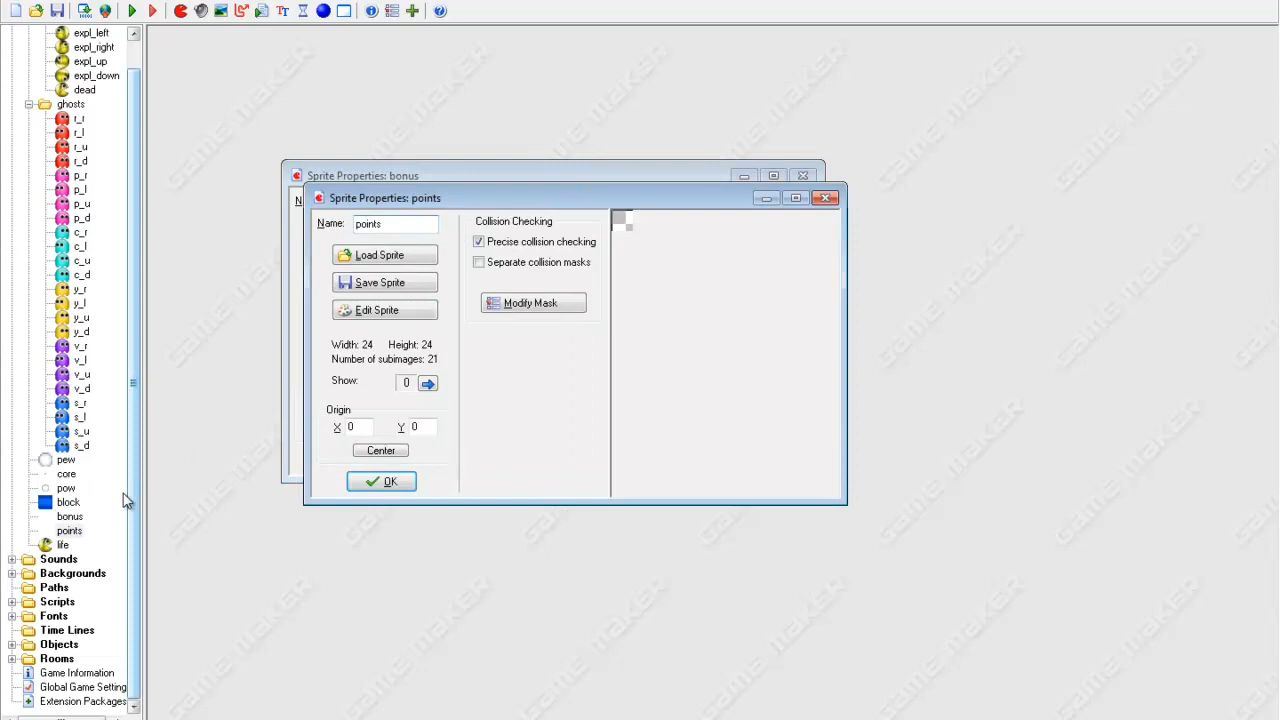 expl_left
expl_right
expl_up
expl_down
dead
ghosts
r_r
r_l
r_u
r_d
p_r
p_l
p_u
p_d
c_r
c_l
c_u
c_d
y_r
y_l
y_u
y_d
v_r
v_l
v_u
v_d
s_r
s_l
s_u
s_d
pew
core
pow
block
bonus
points
life
Sounds
Backgrounds
Paths
Scripts
Fonts
Time Lines
Objects
Rooms
Game Information
Global Game Setting
Extension Packages
Sprite Properties: bonus
N
Sprite Properties: points
Name: points
Load Sprite
Save Sprite
Edit Sprite
Width: 24 Height: 24
Number of subimages: 21
Show: 0
Origin
X 0 Y 0
Center
OK
Collision Checking
Precise collision checking
Separate collision masks
Modify Mask
GAME MAKER